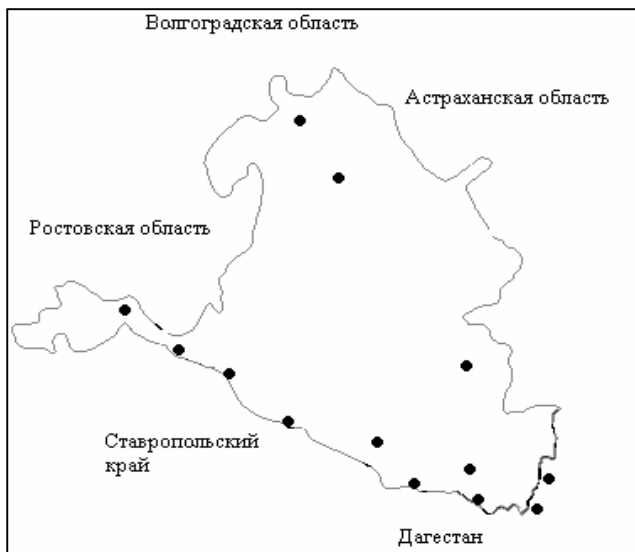 Волгоградская область
Астраханская область
Ростовская область
Ставропольский
край
Дагестан